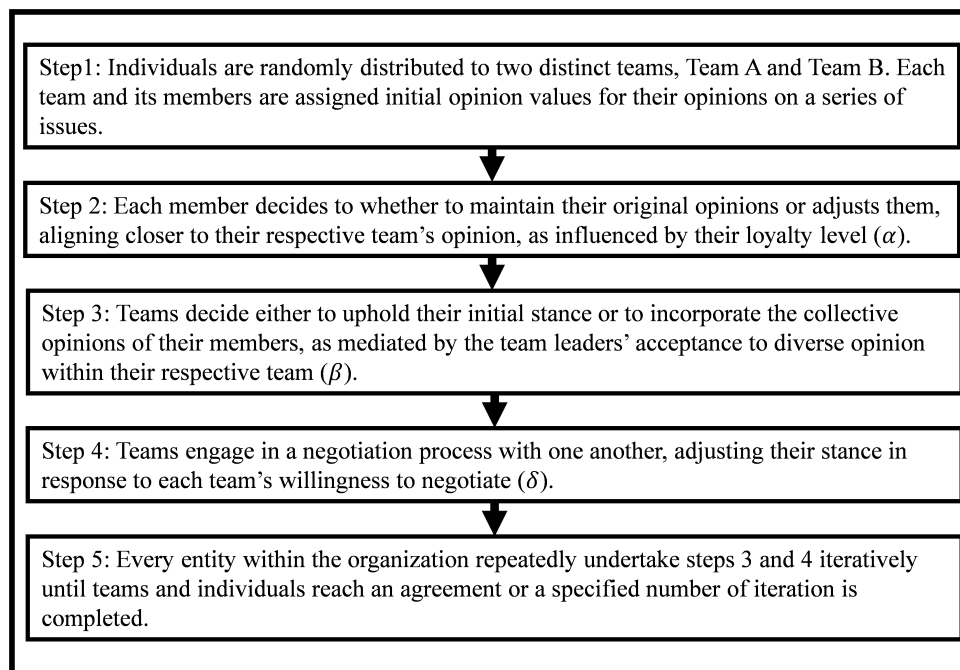 Step1: Individuals are randomly distributed to two distinct teams, Team A and Team B. Each
team and its members are assigned initial opinion values for their opinions on a series of
issues.
Step 2: Each member decides to whether to maintain their original opinions or adjusts them,
aligning closer to their respective team’s opinion, as influenced by their loyalty level (α).
Step 3: Teams decide either to uphold their initial stance or to incorporate the collective
opinions of their members, as mediated by the team leaders’ acceptance to diverse opinion
within their respective team (β).
Step 4: Teams engage in a negotiation process with one another, adjusting their stance in
response to each team’s willingness to negotiate (δ).
Step 5: Every entity within the organization repeatedly undertake steps 3 and 4 iteratively
until teams and individuals reach an agreement or a specified number of iteration is
completed.